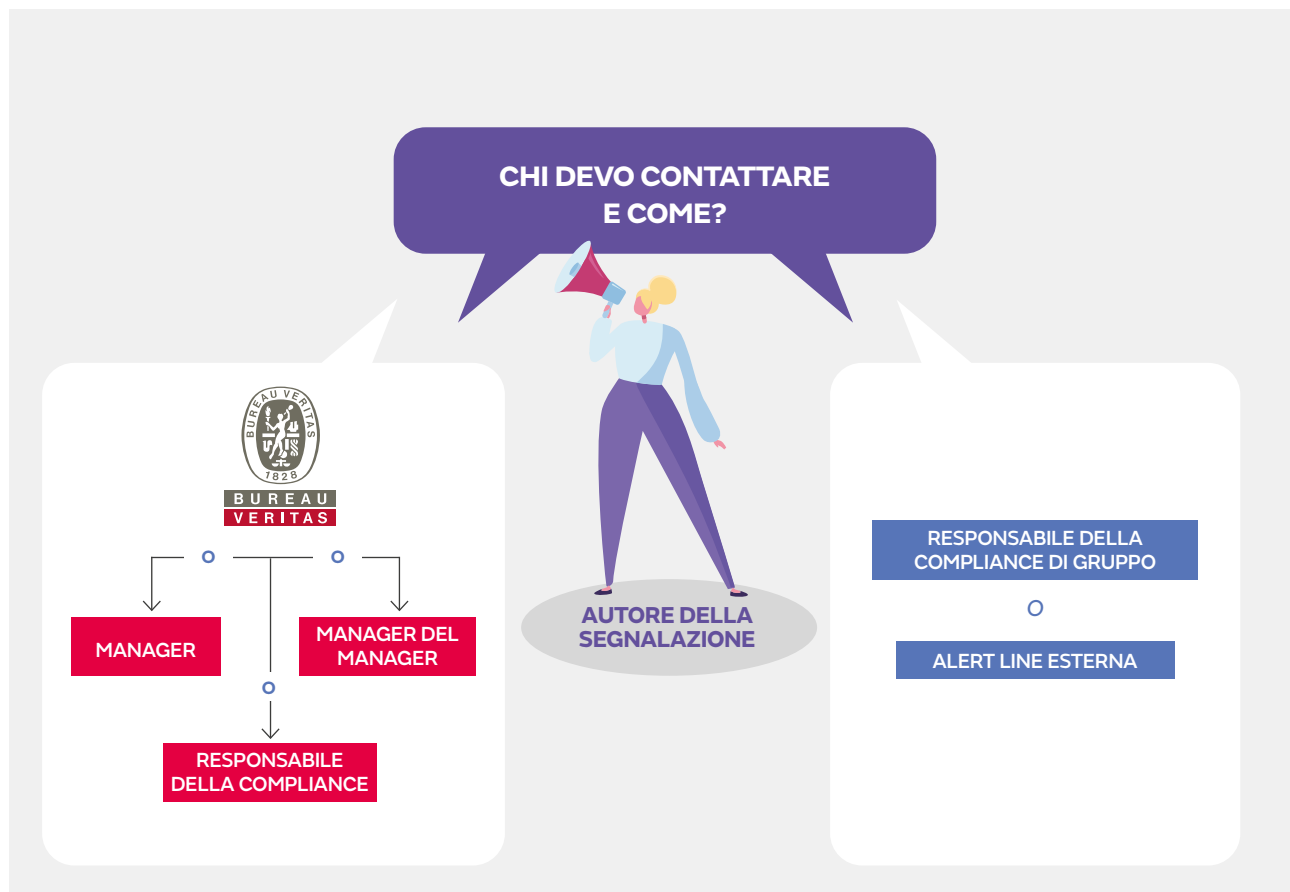 CHI DEVO CONTATTARE
E COME?
BUREAU VERITAS
1828
BUREAU
VERITAS
O
O
MANAGER
MANAGER DEL
MANAGER
O
RESPONSABILE
DELLA COMPLIANCE
AUTORE DELLA
SEGNALAZIONE
RESPONSABILE DELLA
COMPLIANCE DI GRUPPO
O
ALERT LINE ESTERNA